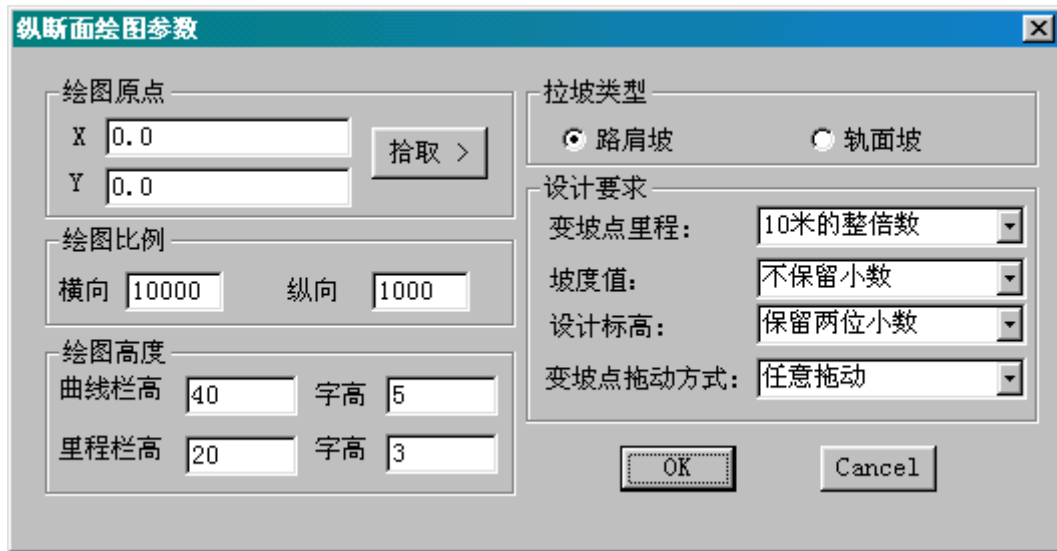 纵断面绘图参数
绘图原点
X 0.0
Y 0.0
拾取 >
绘图比例
横向 10000 纵向 1000
绘图高度
曲线栏高 40 字高 5
里程栏高 20 字高 3
拉坡类型
路肩坡 轨面坡
设计要求
变坡点里程: 10米的整倍数
坡度值: 不保留小数
设计标高: 保留两位小数
变坡点拖动方式: 任意拖动
OK Cancel